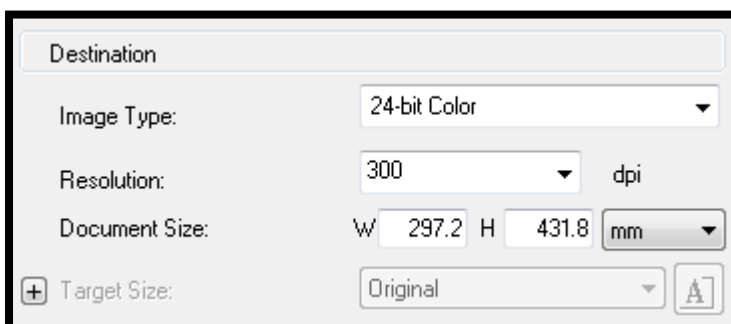 Destination
Image Type: 24-bit Color
Resolution: 300 dpi
Document Size: W 297.2 H 431.8 mm
Target Size: Original A